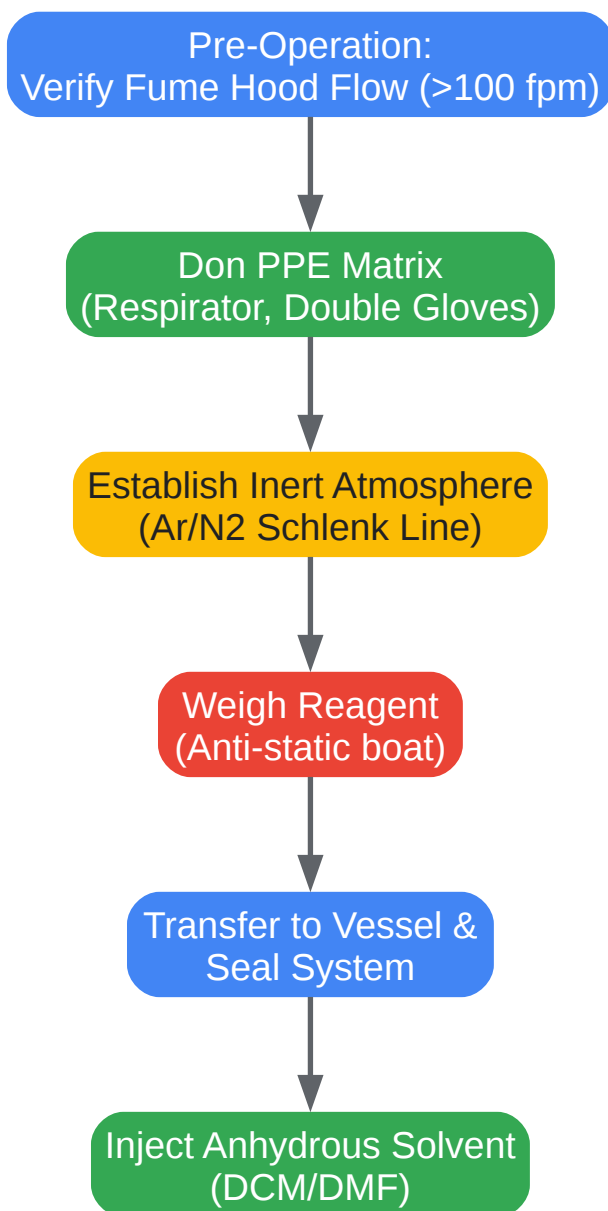 Pre-Operation:
Verify Fume Hood Flow (>100 fpm)
Don PPE Matrix
(Respirator, Double Gloves)
Establish Inert Atmosphere
(Ar/N2 Schlenk Line)
Weigh Reagent
(Anti-static boat)
Transfer to Vessel &
Seal System
Inject Anhydrous Solvent
(DCM/DMF)